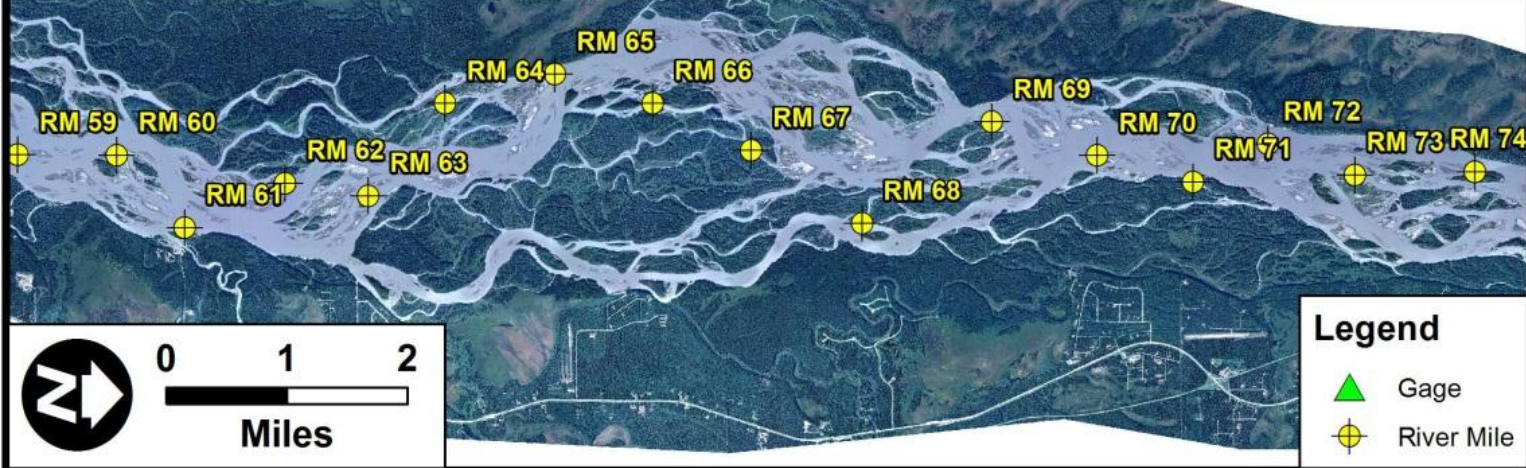 RM 59
RM 60
RM 61
RM 62
RM 63
RM 64
RM 65
RM 66
RM 67
RM 68
RM 69
RM 70
RM 71
RM 72
RM 73
RM 74
N
0 1 2
Miles
Legend
Gage
River Mile